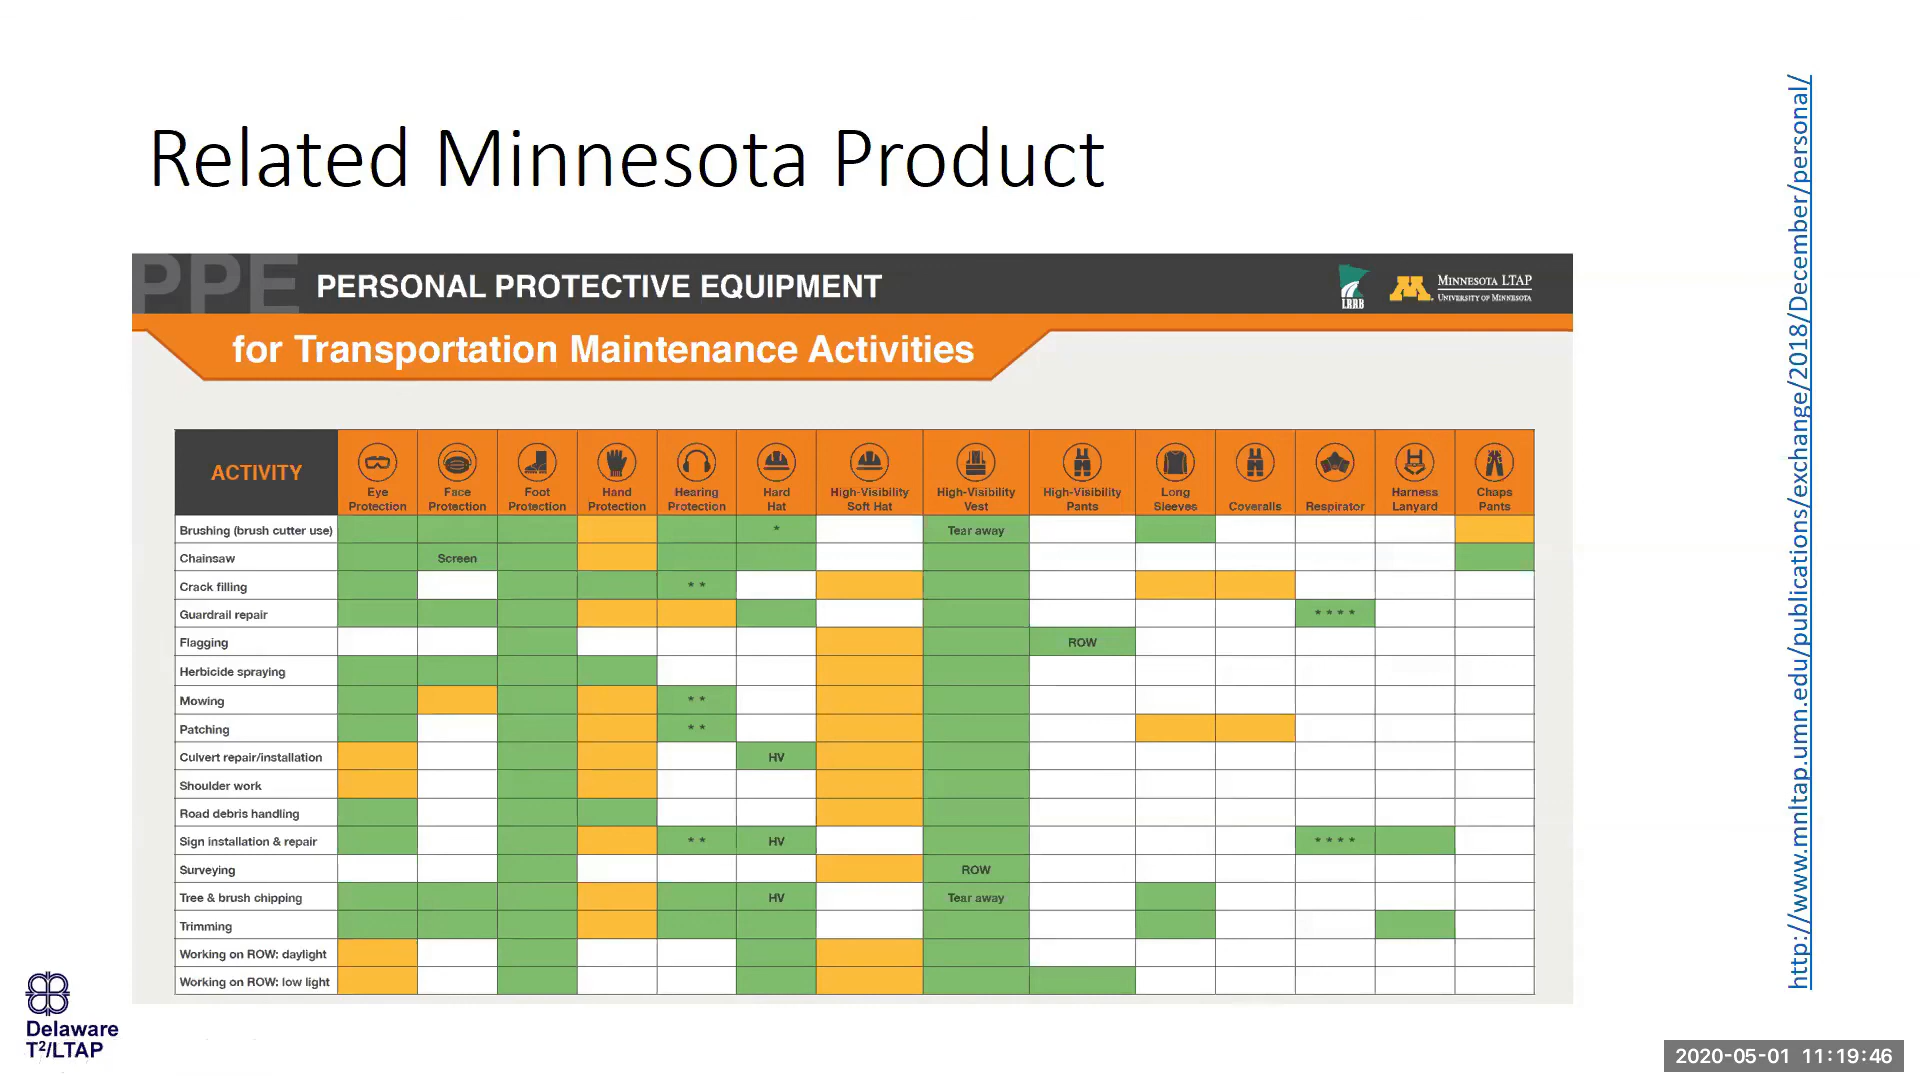 Related Minnesota Product
http://www.mnltap.umn.edu/publications/exchange/2018/December/personal/
PPE PERSONAL PROTECTIVE EQUIPMENT
LRRB
MINNESOTA LTAP
UNIVERSITY OF MINNESOTA
for Transportation Maintenance Activities
ACTIVITY
Eye Protection
Face Protection
Foot Protection
Hand Protection
Hearing Protection
Hard Hat
High-Visibility Soft Hat
High-Visibility Vest
High-Visibility Pants
Long Sleeves
Coveralls
Respirator
Harness Lanyard
Chaps Pants
Brushing (brush cutter use) * Tear away
Chainsaw Screen
Crack filling * *
Guardrail repair * * * *
Flagging ROW
Herbicide spraying
Mowing * *
Patching * *
Culvert repair/installation HV
Shoulder work
Road debris handling
Sign installation & repair * * HV * * * *
Surveying ROW
Tree & brush chipping HV Tear away
Trimming
Working on ROW: daylight
Working on ROW: low light
Delaware
T²/LTAP
2020-05-01 11:19:46